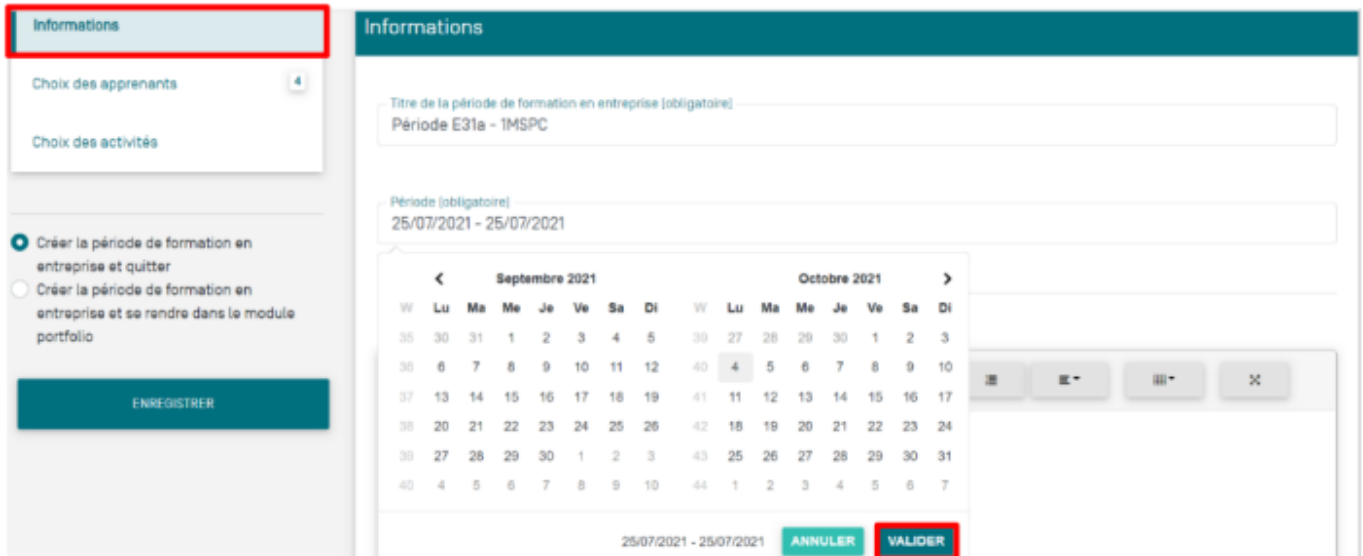 Informations
Choix des apprenants 4
Choix des activités
Créer la période de formation en
entreprise et quitter
Créer la période de formation en
entreprise et se rendre dans le module
portfolio
ENREGISTRER
Informations
Titre de la période de formation en entreprise (obligatoire)
Période E31a - 1MSPC
Période (obligatoire)
25/07/2021 - 25/07/2021
Septembre 2021 Octobre 2021
W Lu Ma Me Je Ve Sa Di W Lu Ma Me Je Ve Sa Di
35 30 31 1 2 3 4 5 39 27 28 29 30 1 2 3
36 6 7 8 9 10 11 12 40 4 5 6 7 8 9 10
37 13 14 15 16 17 18 19 41 11 12 13 14 15 16 17
38 20 21 22 23 24 25 26 42 18 19 20 21 22 23 24
39 27 28 29 30 1 2 3 43 25 26 27 28 29 30 31
40 4 5 6 7 8 9 10 44 1 2 3 4 5 6 7
25/07/2021 - 25/07/2021 ANNULER VALIDER